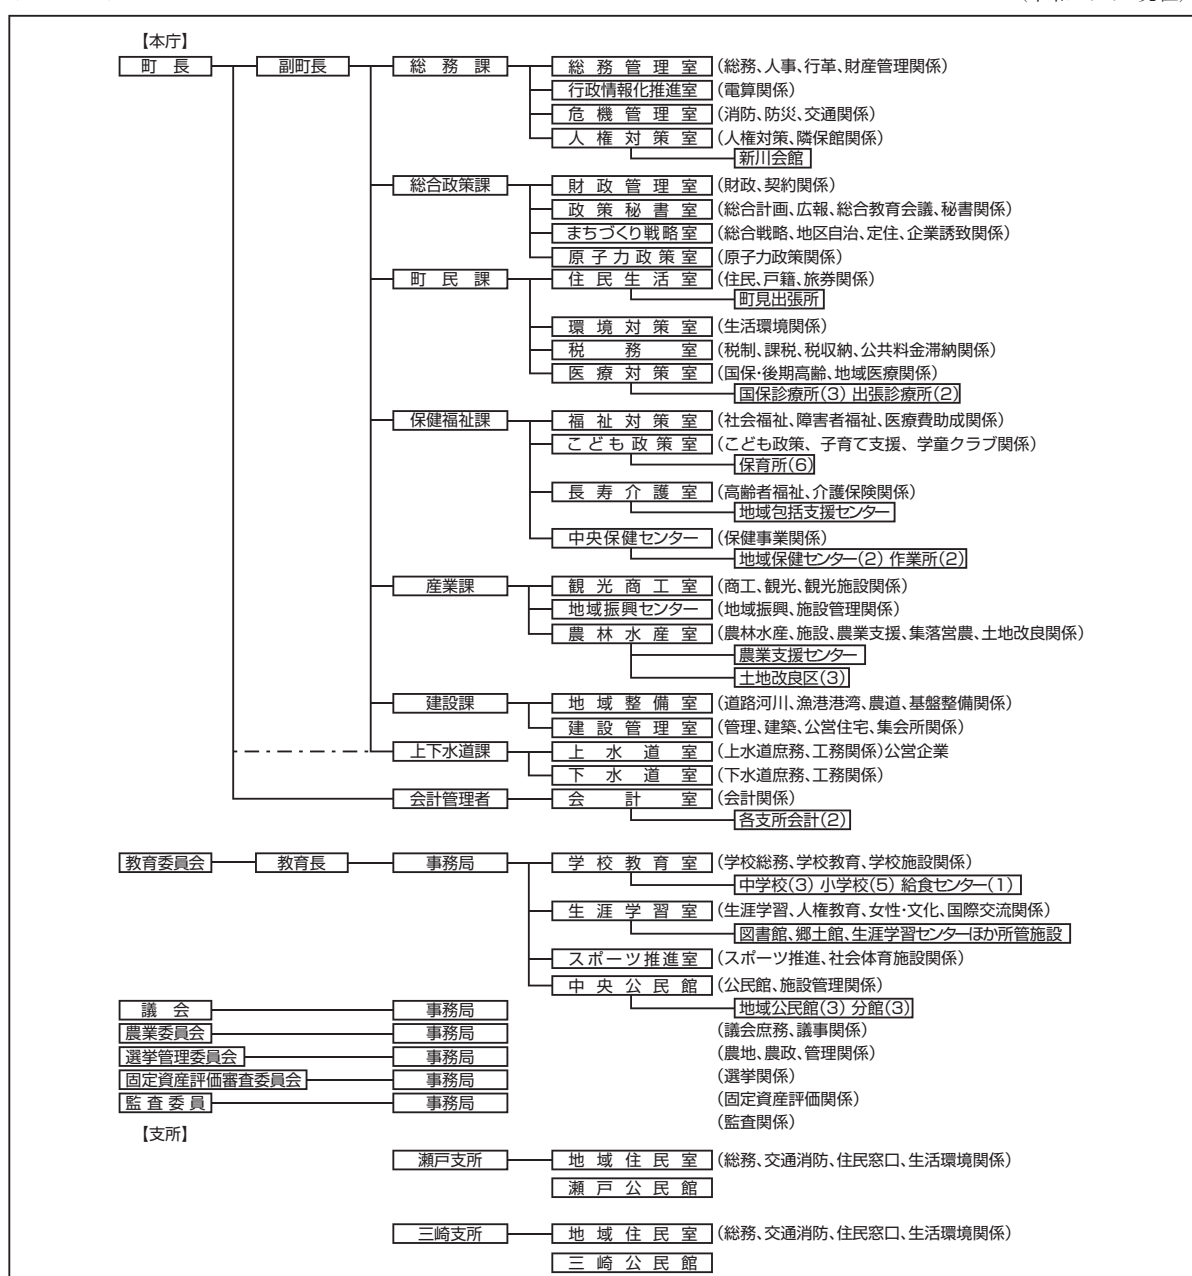 【本庁】
町長 副町長 総務課 総務管理室 (総務、人事、行革、財産管理関係)
行政情報化推進室 (電算関係)
危機管理室 (消防、防災、交通関係)
人権対策室 (人権対策、隣保館関係)
新川会館
総合政策課 財政管理室 (財政、契約関係)
政策秘書室 (総合計画、広報、総合教育会議、秘書関係)
まちづくり戦略室 (総合戦略、地区自治、定住、企業誘致関係)
原子力政策室 (原子力政策関係)
町民課 住民生活室 (住民、戸籍、旅券関係)
町見出張所
環境対策室 (生活環境関係)
税務室 (税制、課税、税収納、公共料金滞納関係)
医療対策室 (国保・後期高齢、地域医療関係)
国保診療所(3) 出張診療所(2)
保健福祉課 福祉対策室 (社会福祉、障害者福祉、医療費助成関係)
こども政策室 (こども政策、子育て支援、学童クラブ関係)
保育所(6)
長寿介護室 (高齢者福祉、介護保険関係)
地域包括支援センター
中央保健センター (保健事業関係)
地域保健センター(2) 作業所(2)
産業課 観光商工室 (商工、観光、観光施設関係)
地域振興センター (地域振興、施設管理関係)
農林水産室 (農林水産、施設、農業支援、集落営農、土地改良関係)
農業支援センター
土地改良区(3)
建設課 地域整備室 (道路河川、漁港港湾、農道、基盤整備関係)
建設管理室 (管理、建築、公営住宅、集会所関係)
上下水道課 上水道室 (上水道庶務、工務関係)公営企業
下水道室 (下水道庶務、工務関係)
会計管理者 会計室 (会計関係)
各支所会計(2)
教育委員会 教育長 事務局 学校教育室 (学校総務、学校教育、学校施設関係)
中学校(3) 小学校(5) 給食センター(1)
生涯学習室 (生涯学習、人権教育、女性・文化、国際交流関係)
図書館、郷土館、生涯学習センターほか所管施設
スポーツ推進室 (スポーツ推進、社会体育施設関係)
中央公民館 (公民館、施設管理関係)
地域公民館(3) 分館(3)
議会 事務局
農業委員会 事務局 (議会庶務、議事関係)
選挙管理委員会 事務局 (農地、農政、管理関係)
固定資産評価審査委員会 事務局 (選挙関係)
監査委員 事務局 (固定資産評価関係)
(監査関係)
【支所】
瀬戸支所 地域住民室 (総務、交通消防、住民窓口、生活環境関係)
瀬戸公民館
三崎支所 地域住民室 (総務、交通消防、住民窓口、生活環境関係)
三崎公民館